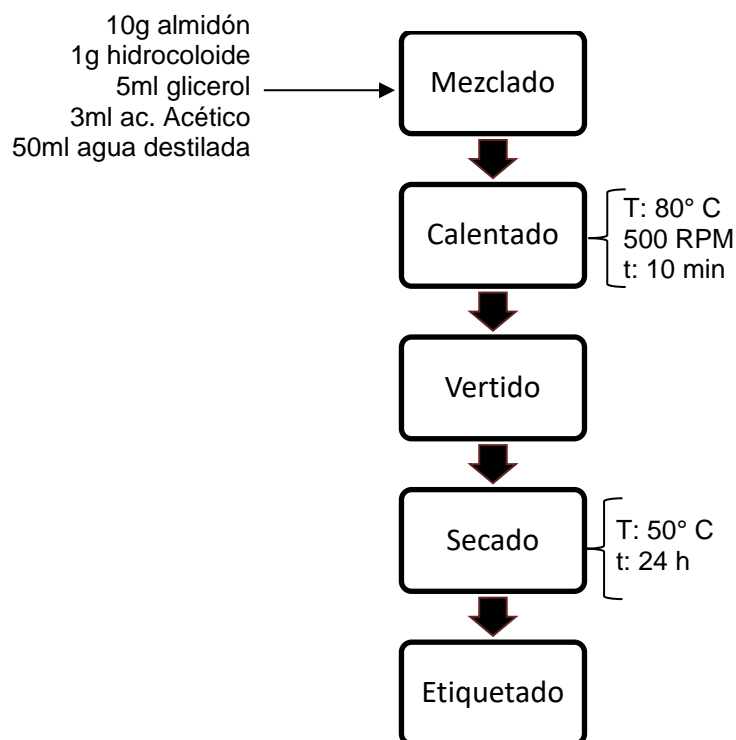 10g almidón
1g hidrocoloide
5ml glicerol
3ml ac. Acético
50ml agua destilada
Mezclado
Calentado
T: 80° C
500 RPM
t: 10 min
Vertido
Secado
T: 50° C
t: 24 h
Etiquetado